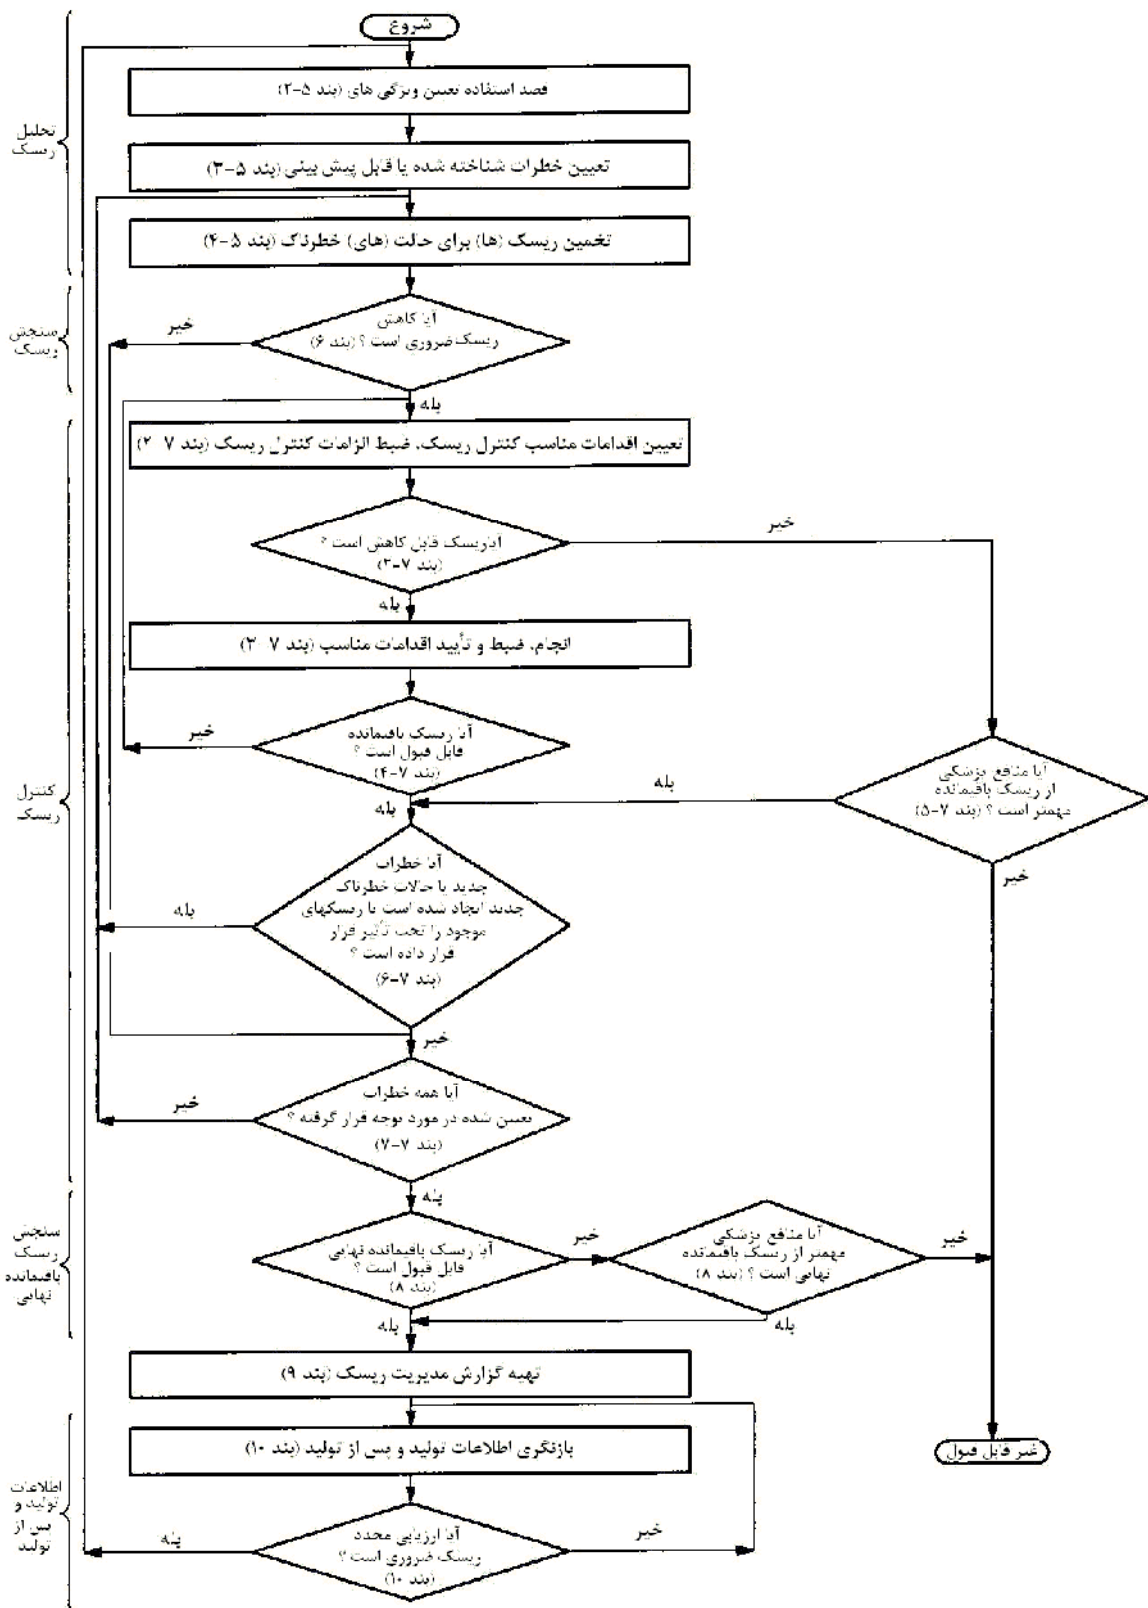 شروع
قصد استفاده تعیین ویژگی های (بند ۵-۲)
تحلیل
ریسک
تعیین خطرات شناخته شده یا قابل پیش بینی (بند ۵-۳)
تخمین ریسک (ها) برای حالت (های) خطرناک (بند ۵-۴)
سنجش
ریسک
آیا کاهش
ریسک ضروری است ؟ (بند ۶)
خیر
بله
تعیین اقدامات مناسب کنترل ریسک، ضبط الزامات کنترل ریسک (بند ۷ ۲)
آیاریسک قابل کاهش است ؟
(بند ۷-۲)
خیر
بله
انجام، ضبط و تأیید اقدامات مناسب (بند ۷ ۳)
آیا ریسک باقیمانده
قابل قبول است ؟
(بند ۷-۴)
خیر
بله
کنترل
ریسک
آیا منافع پزشکی
از ریسک باقیمانده
مهمتر است ؟ (بند ۷-۵)
بله
خیر
آیا خطرات
جدید یا حالات خطرناک
جدید ایجاد شده است یا ریسکهای
موجود را تحت تأثیر قرار
قرار داده است ؟
(بند ۷-۶)
بله
خیر
آیا همه خطرات
تعیین شده در مورد توجه قرار گرفته ؟
(بند ۷-۷)
خیر
بله
سنجش
ریسک
باقیمانده
نهایی
آیا ریسک باقیمانده نهایی
قابل قبول است ؟
(بند ۸)
خیر
بله
آیا منافع پزشکی
مهمتر از ریسک باقیمانده
نهایی است ؟ (بند ۸)
خیر
بله
تهیه گزارش مدیریت ریسک (بند ۹)
بازنگری اطلاعات تولید و پس از تولید (بند ۱۰)
غیر قابل قبول
اطلاعات
تولید و
پس از
تولید
آیا ارزیابی مجدد
ریسک ضروری است ؟
(بند ۱۰)
بله
خیر